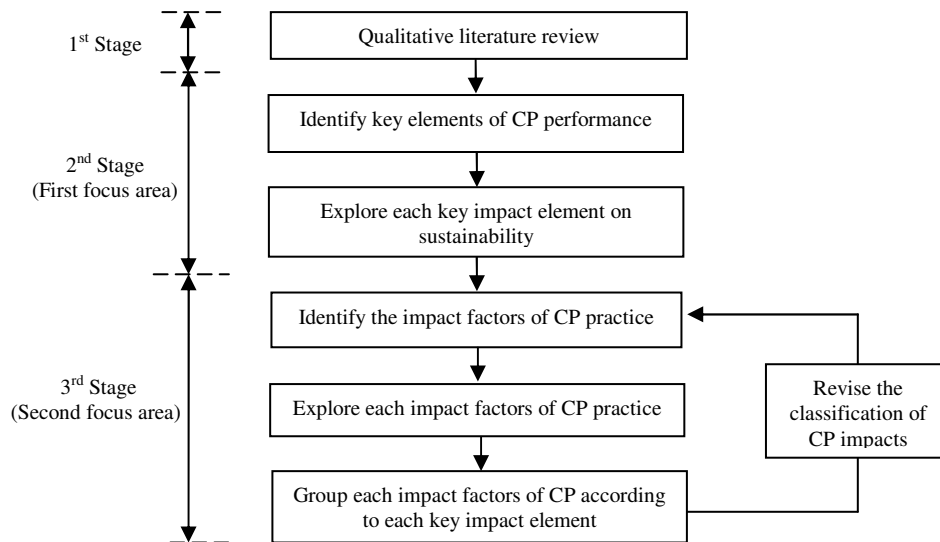 1st Stage
Qualitative literature review
Identify key elements of CP performance
2nd Stage
(First focus area)
Explore each key impact element on
sustainability
Identify the impact factors of CP practice
3rd Stage
(Second focus area)
Explore each impact factors of CP practice
Revise the
classification of
CP impacts
Group each impact factors of CP according
to each key impact element